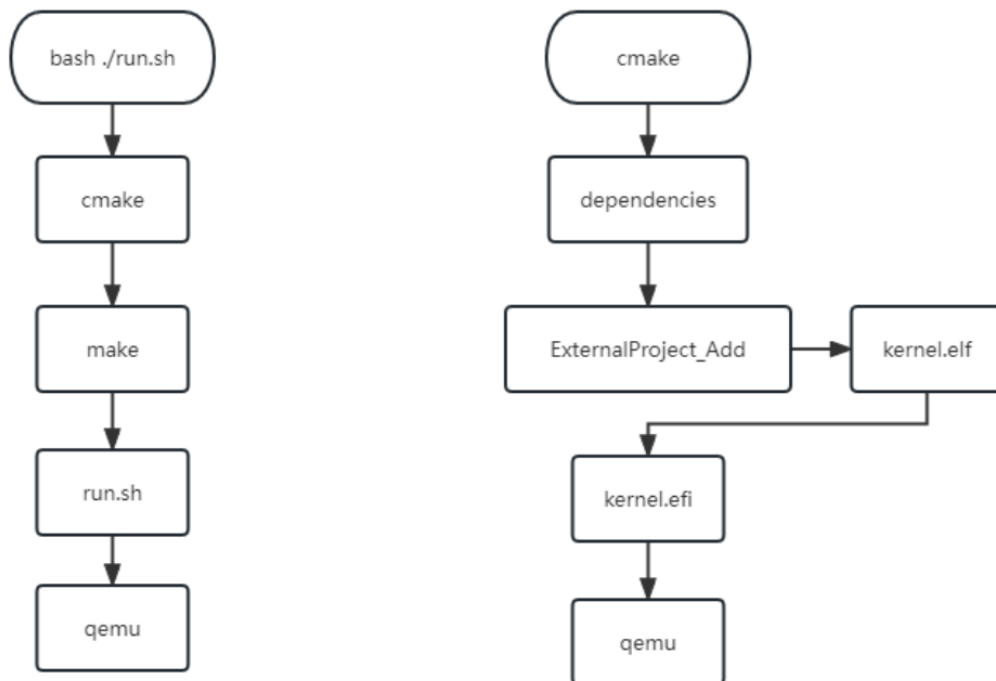 bash ./run.sh
cmake
make
run.sh
qemu
cmake
dependencies
ExternalProject_Add
kernel.elf
kernel.efi
qemu